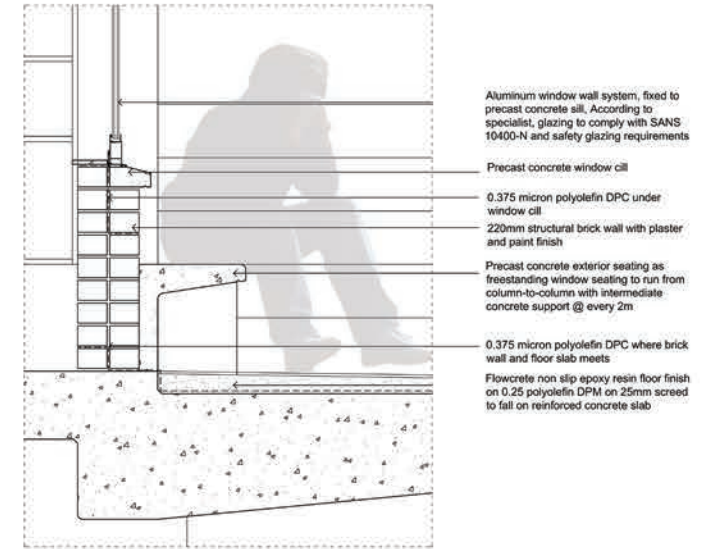 Aluminum window wall system, fixed to
precast concrete sill, According to
specialist, glazing to comply with SANS
10400-N and safety glazing requirements
Precast concrete window cill
0.375 micron polyolefin DPC under
window cill
220mm structural brick wall with plaster
and paint finish
Precast concrete exterior seating as
freestanding window seating to run from
column-to-column with intermediate
concrete support @ every 2m
0.375 micron polyolefin DPC where brick
wall and floor slab meets
Flowcrete non slip epoxy resin floor finish
on 0.25 polyolefin DPM on 25mm screed
to fall on reinforced concrete slab